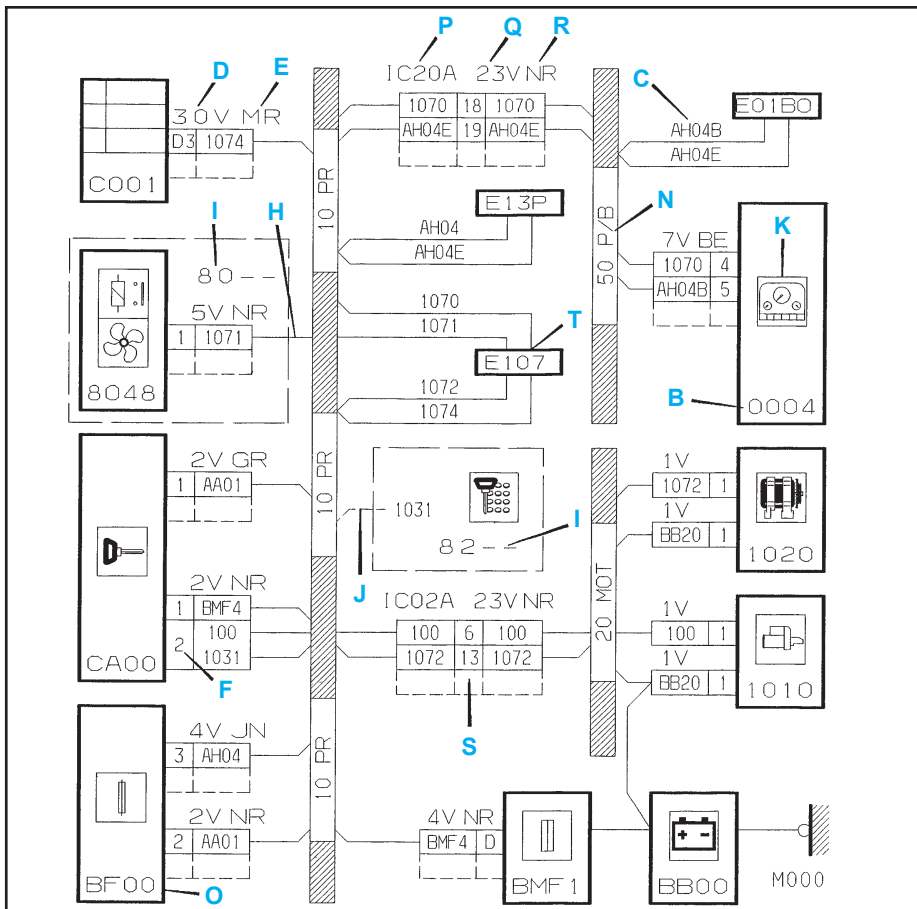 P Q R
IC20A 23V NR
D E
30V MR
1070 18 1070
C
E01B0
AH04E 19 AH04E
AH04B
D3 1074
AH04E
C001
10 PR
E13P
AH04
AH04E
N
50 P/B
K
7V BE
1070 4
AH04B 5
I H
80--
5V NR
1 1071
8048
1070
1071
T
E107
1072
1074
B 0004
2V GR
1 AA01
10 PR
1031
82-- I
J
1V
1072 1
1V
BB20 1
1020
2V NR
1 BMF4
2 100
1031
CA00
F
IC02A 23V NR
100 6 100
1072 13 1072
S
20 MOT
1V
100 1
1V
BB20 1
1010
4V JN
3 AH04
10 PR
2V NR
2 AA01
BF00 O
4V NR
BMF4 D
BMF1
BB00
+ -
M000